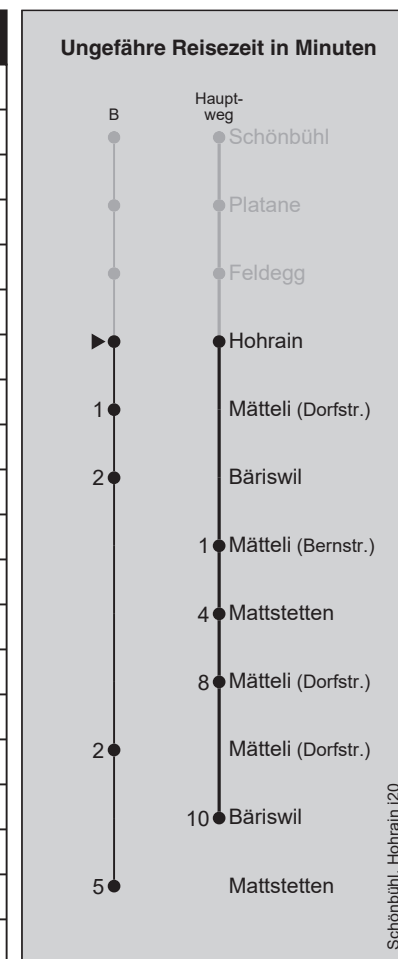 Ungefähre Reisezeit in Minuten
B
Haupt-
weg
Schönbühl
Platane
Feldegg
Hohrain
1 Mätteli (Dorfstr.)
2 Bäriswil
1 Mätteli (Bernstr.)
4 Mattstetten
8 Mätteli (Dorfstr.)
2 Mätteli (Dorfstr.)
10 Bäriswil
5 Mattstetten
Schönbühl, Hohrain j20